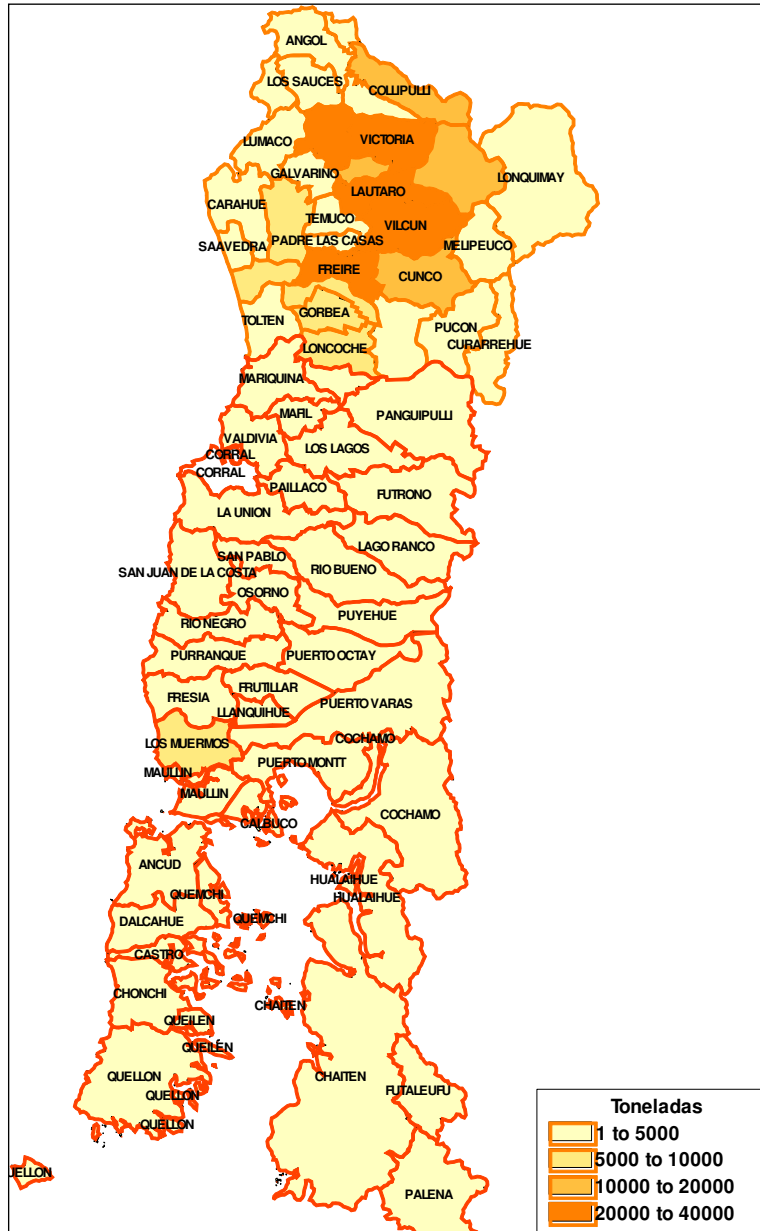 ANGOL
LOS SAUCES
COLLIPULLI
LUMACO
VICTORIA
GALVARINO
LONQUIMAY
LAUTARO
CARAHUE
TEMUCO
VILCUN
PADRE LAS CASAS
SAAVEDRA
MELIPEUCO
FREIRE
CUNCO
GORBEA
TOLTEN
PUCON
CURARREHUE
LONCOCHE
MARIQUINA
MAFIL
PANGUIPULLI
VALDIVIA
LOS LAGOS
CORRAL
CORRAL
PAILLACO
FUTRONO
LA UNION
LAGO RANCO
SAN PABLO
RIO BUENO
SAN JUAN DE LA COSTA
OSORNO
PUYEHUE
RIO NEGRO
PURRANQUE
PUERTO OCTAY
FRUTILLAR
FRESIA
PUERTO VARAS
LLANQUIHUE
COCHAMO
LOS MUERMOS
PUERTO MONTT
MAULLIN
MAULLIN
COCHAMO
CALBUCO
ANCUD
HUALAIHUE
QUEMCHI
HUALAIHUE
DALCAHUE
QUEMCHI
CASTRO
CHONCHI
CHAITEN
QUEILEN
QUEILEN
QUELLON
CHAITEN
FUTALEUFU
QUELLON
QUELLON
UELLON
PALENA
Toneladas
1 to 5000
5000 to 10000
10000 to 20000
20000 to 40000